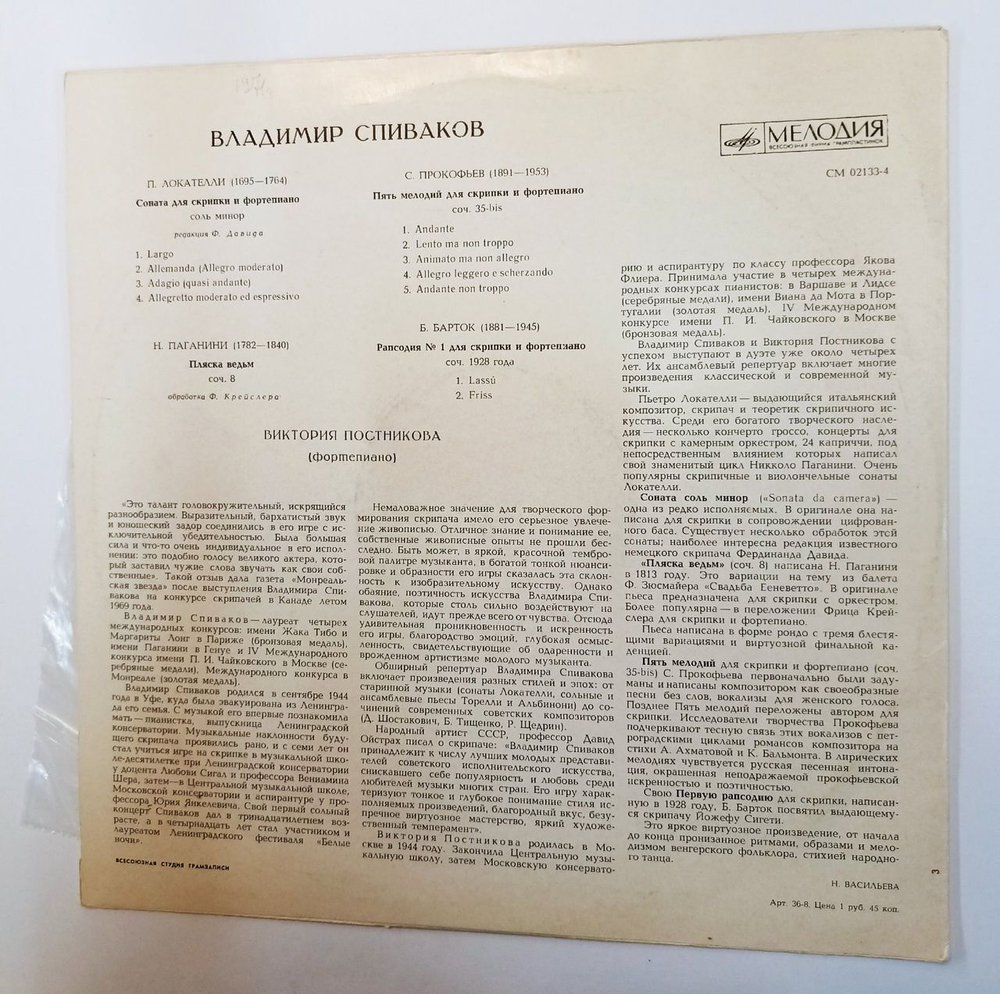 1971
ВЛАДИМИР СПИВАКОВ
МЕЛОДИЯ
ВСЕСОЮЗНАЯ ФИРМА ГРАМПЛАСТИНОК
СМ 02133-4
П. ЛОКАТЕЛЛИ (1695—1764)
Соната для скрипки и фортепиано
соль минор
редакция Ф. Давида
1. Largo
2. Allemanda (Allegro moderato)
3. Adagio (quasi andante)
4. Allegretto moderato ed espressivo
Н. ПАГАНИНИ (1782—1840)
Пляска ведьм
соч. 8
обработка Ф. Крейслера
С. ПРОКОФЬЕВ (1891—1953)
Пять мелодий для скрипки и фортепиано
соч. 35-bis
1. Andante
2. Lento ma non troppo
3. Animato ma non allegro
4. Allegro leggero e scherzando
5. Andante non troppo
Б. БАРТОК (1881—1945)
Рапсодия № 1 для скрипки и фортепиано
соч. 1928 года
1. Lassú
2. Friss
ВИКТОРИЯ ПОСТНИКОВА
(фортепиано)
«Это талант головокружительный, искрящийся
разнообразием. Выразительный, бархатистый звук
и юношеский задор соединились в его игре с ис-
ключительной убедительностью. Была большая
сила и что-то очень индивидуальное в его испол-
нении: это подобно голосу великого актера, кото-
рый заставил чужие слова звучать, как свои соб-
ственные». Такой отзыв дала газета «Монреаль-
ская звезда» после выступления Владимира Спи-
вакова на конкурсе скрипачей в Канаде летом
1969 года.
Владимир Спиваков — лауреат четырех
международных конкурсов: имени Жака Тибо и
Маргариты Лонг в Париже (бронзовая медаль),
имени Паганини в Генуе и IV Международного
конкурса имени П. И. Чайковского в Москве (се-
ребряные медали), Международного конкурса в
Монреале (золотая медаль).
Владимир Спиваков родился в сентябре 1944
года в Уфе, куда была эвакуирована из Ленингра-
да его семья. С музыкой его впервые познакомила
мать — пианистка, выпускница Ленинградской
консерватории. Музыкальные наклонности буду-
щего скрипача проявились рано, и с семи лет он
стал учиться игре на скрипке в музыкальной шко-
ле-десятилетке при Ленинградской консерватории
у доцента Любови Сигал и профессора Вениамина
Шера, затем—в Центральной музыкальной школе,
Московской консерватории и аспирантуре у про-
фессора Юрия Янкелевича. Свой первый сольный
концерт Спиваков дал в тринадцатилетнем воз-
расте, а в четырнадцать лет стал участником и
лауреатом Ленинградского фестиваля «Белые
ночи».
Немаловажное значение для творческого фор-
мирования скрипача имело его серьезное увлече-
ние живописью. Отличное знание и понимание ее,
собственные живописные опыты не прошли бес-
следно. Быть может, в яркой, красочной тембро-
вой палитре музыканта, в богатой тонкой нюанси-
ровке и образности его игры сказалась эта склон-
ность к изобразительному искусству. Однако
обаяние, поэтичность искусства Владимира Спи-
вакова, которые столь сильно воздействуют на
слушателей, идут прежде всего от чувства. Отсюда
удивительная проникновенность и искренность
его игры, благородство эмоций, глубокая осмыс-
ленность, свидетельствующие об одаренности и
врожденном артистизме молодого музыканта.
Обширный репертуар Владимира Спивакова
включает произведения разных стилей и эпох: от
старинной музыки (сонаты Локателли, сольные и
ансамблевые пьесы Торелли и Альбинони) до со-
чинений современных советских композиторов
(Д. Шостакович, Б. Тищенко, Р. Щедрин).
Народный артист СССР, профессор Давид
Ойстрах писал о скрипаче: «Владимир Спиваков
принадлежит к числу лучших молодых представи-
телей советского исполнительского искусства,
снискавшего себе популярность и любовь среди
любителей музыки многих стран. Его игру харак-
теризуют тонкое и глубокое понимание стиля ис-
полняемых произведений, благородный вкус, безу-
пречное виртуозное мастерство, яркий художе-
ственный темперамент».
Виктория Постникова родилась в Мо-
скве в 1944 году. Закончила Центральную музы-
кальную школу, затем Московскую консервато-
рию и аспирантуру по классу профессора Якова
Флиера. Принимала участие в четырех междуна-
родных конкурсах пианистов: в Варшаве и Лидсе
(серебряные медали), имени Виана да Мота в Пор-
тугалии (золотая медаль), IV Международном
конкурсе имени П. И. Чайковского в Москве
(бронзовая медаль).
Владимир Спиваков и Виктория Постникова с
успехом выступают в дуэте уже около четырех
лет. Их ансамблевый репертуар включает многие
произведения классической и современной му-
зыки.
Пьетро Локателли — выдающийся итальянский
композитор, скрипач и теоретик скрипичного ис-
кусства. Среди его богатого творческого насле-
дия — несколько кончерто гроссо, концерты для
скрипки с камерным оркестром, 24 каприччи, под
непосредственным влиянием которых написал
свой знаменитый цикл Никколо Паганини. Очень
популярны скрипичные и виолончельные сонаты
Локателли.
Соната соль минор («Sonata da camera») —
одна из редко исполняемых. В оригинале она на-
писана для скрипки в сопровождении цифрован-
ного баса. Существует несколько обработок этой
сонаты; наиболее интересна редакция известного
немецкого скрипача Фердинанда Давида.
«Пляска ведьм» (соч. 8) написана Н. Паганини
в 1813 году. Это вариации на тему из балета
Ф. Зюсмайера «Свадьба Беневетто». В оригинале
пьеса предназначена для скрипки с оркестром.
Более популярна — в переложении Фрица Крей-
слера для скрипки и фортепиано.
Пьеса написана в форме рондо с тремя блестя-
щими вариациями и виртуозной финальной ка-
денцией.
Пять мелодий для скрипки и фортепиано (соч.
35-bis) С. Прокофьева первоначально были заду-
маны и написаны композитором как своеобразные
песни без слов, вокализы для женского голоса.
Позднее Пять мелодий переложены автором для
скрипки. Исследователи творчества Прокофьева
подчеркивают тесную связь этих вокализов с пет-
роградскими циклами романсов композитора на
стихи А. Ахматовой и К. Бальмонта. В лирических
мелодиях чувствуется русская песенная интона-
ция, окрашенная неподражаемой прокофьевской
искренностью и поэтичностью.
Свою Первую рапсодию для скрипки, написан-
ную в 1928 году, Б. Барток посвятил выдающему-
ся скрипачу Йожефу Сигети.
Это яркое виртуозное произведение, от начала
до конца пронизанное ритмами, образами и мело-
дизмом венгерского фольклора, стихией народно-
го танца.
Н. ВАСИЛЬЕВА
ВСЕСОЮЗНАЯ СТУДИЯ ГРАМЗАПИСИ
Арт. 36-8. Цена 1 руб. 45 коп.
3